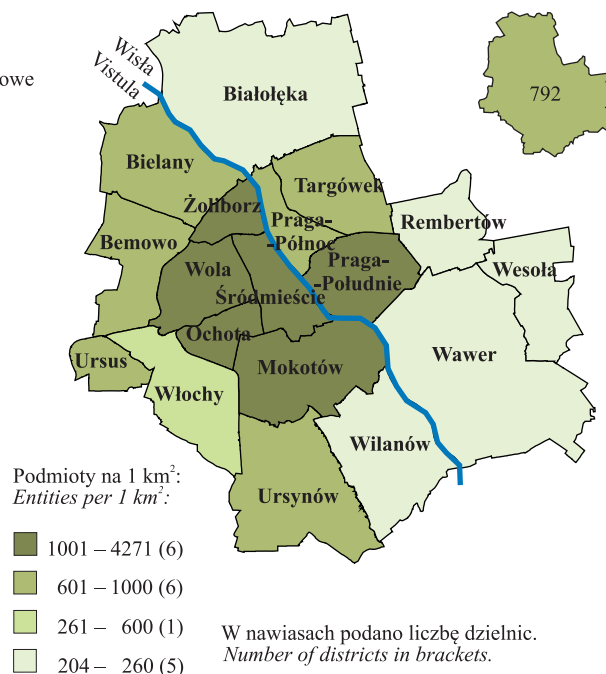 owe
Wisła
Vistula
792
Białołęka
Bielany
Targówek
Żoliborz
Praga-
-Północ
Rembertów
Bemowo
Wola
Praga-
-Południe
Wesoła
Śródmieście
Ochota
Ursus
Mokotów
Wawer
Włochy
Wilanów
Ursynów
Podmioty na 1 km²:
Entities per 1 km²:
1001 – 4271 (6)
601 – 1000 (6)
261 – 600 (1)
204 – 260 (5)
W nawiasach podano liczbę dzielnic.
Number of districts in brackets.